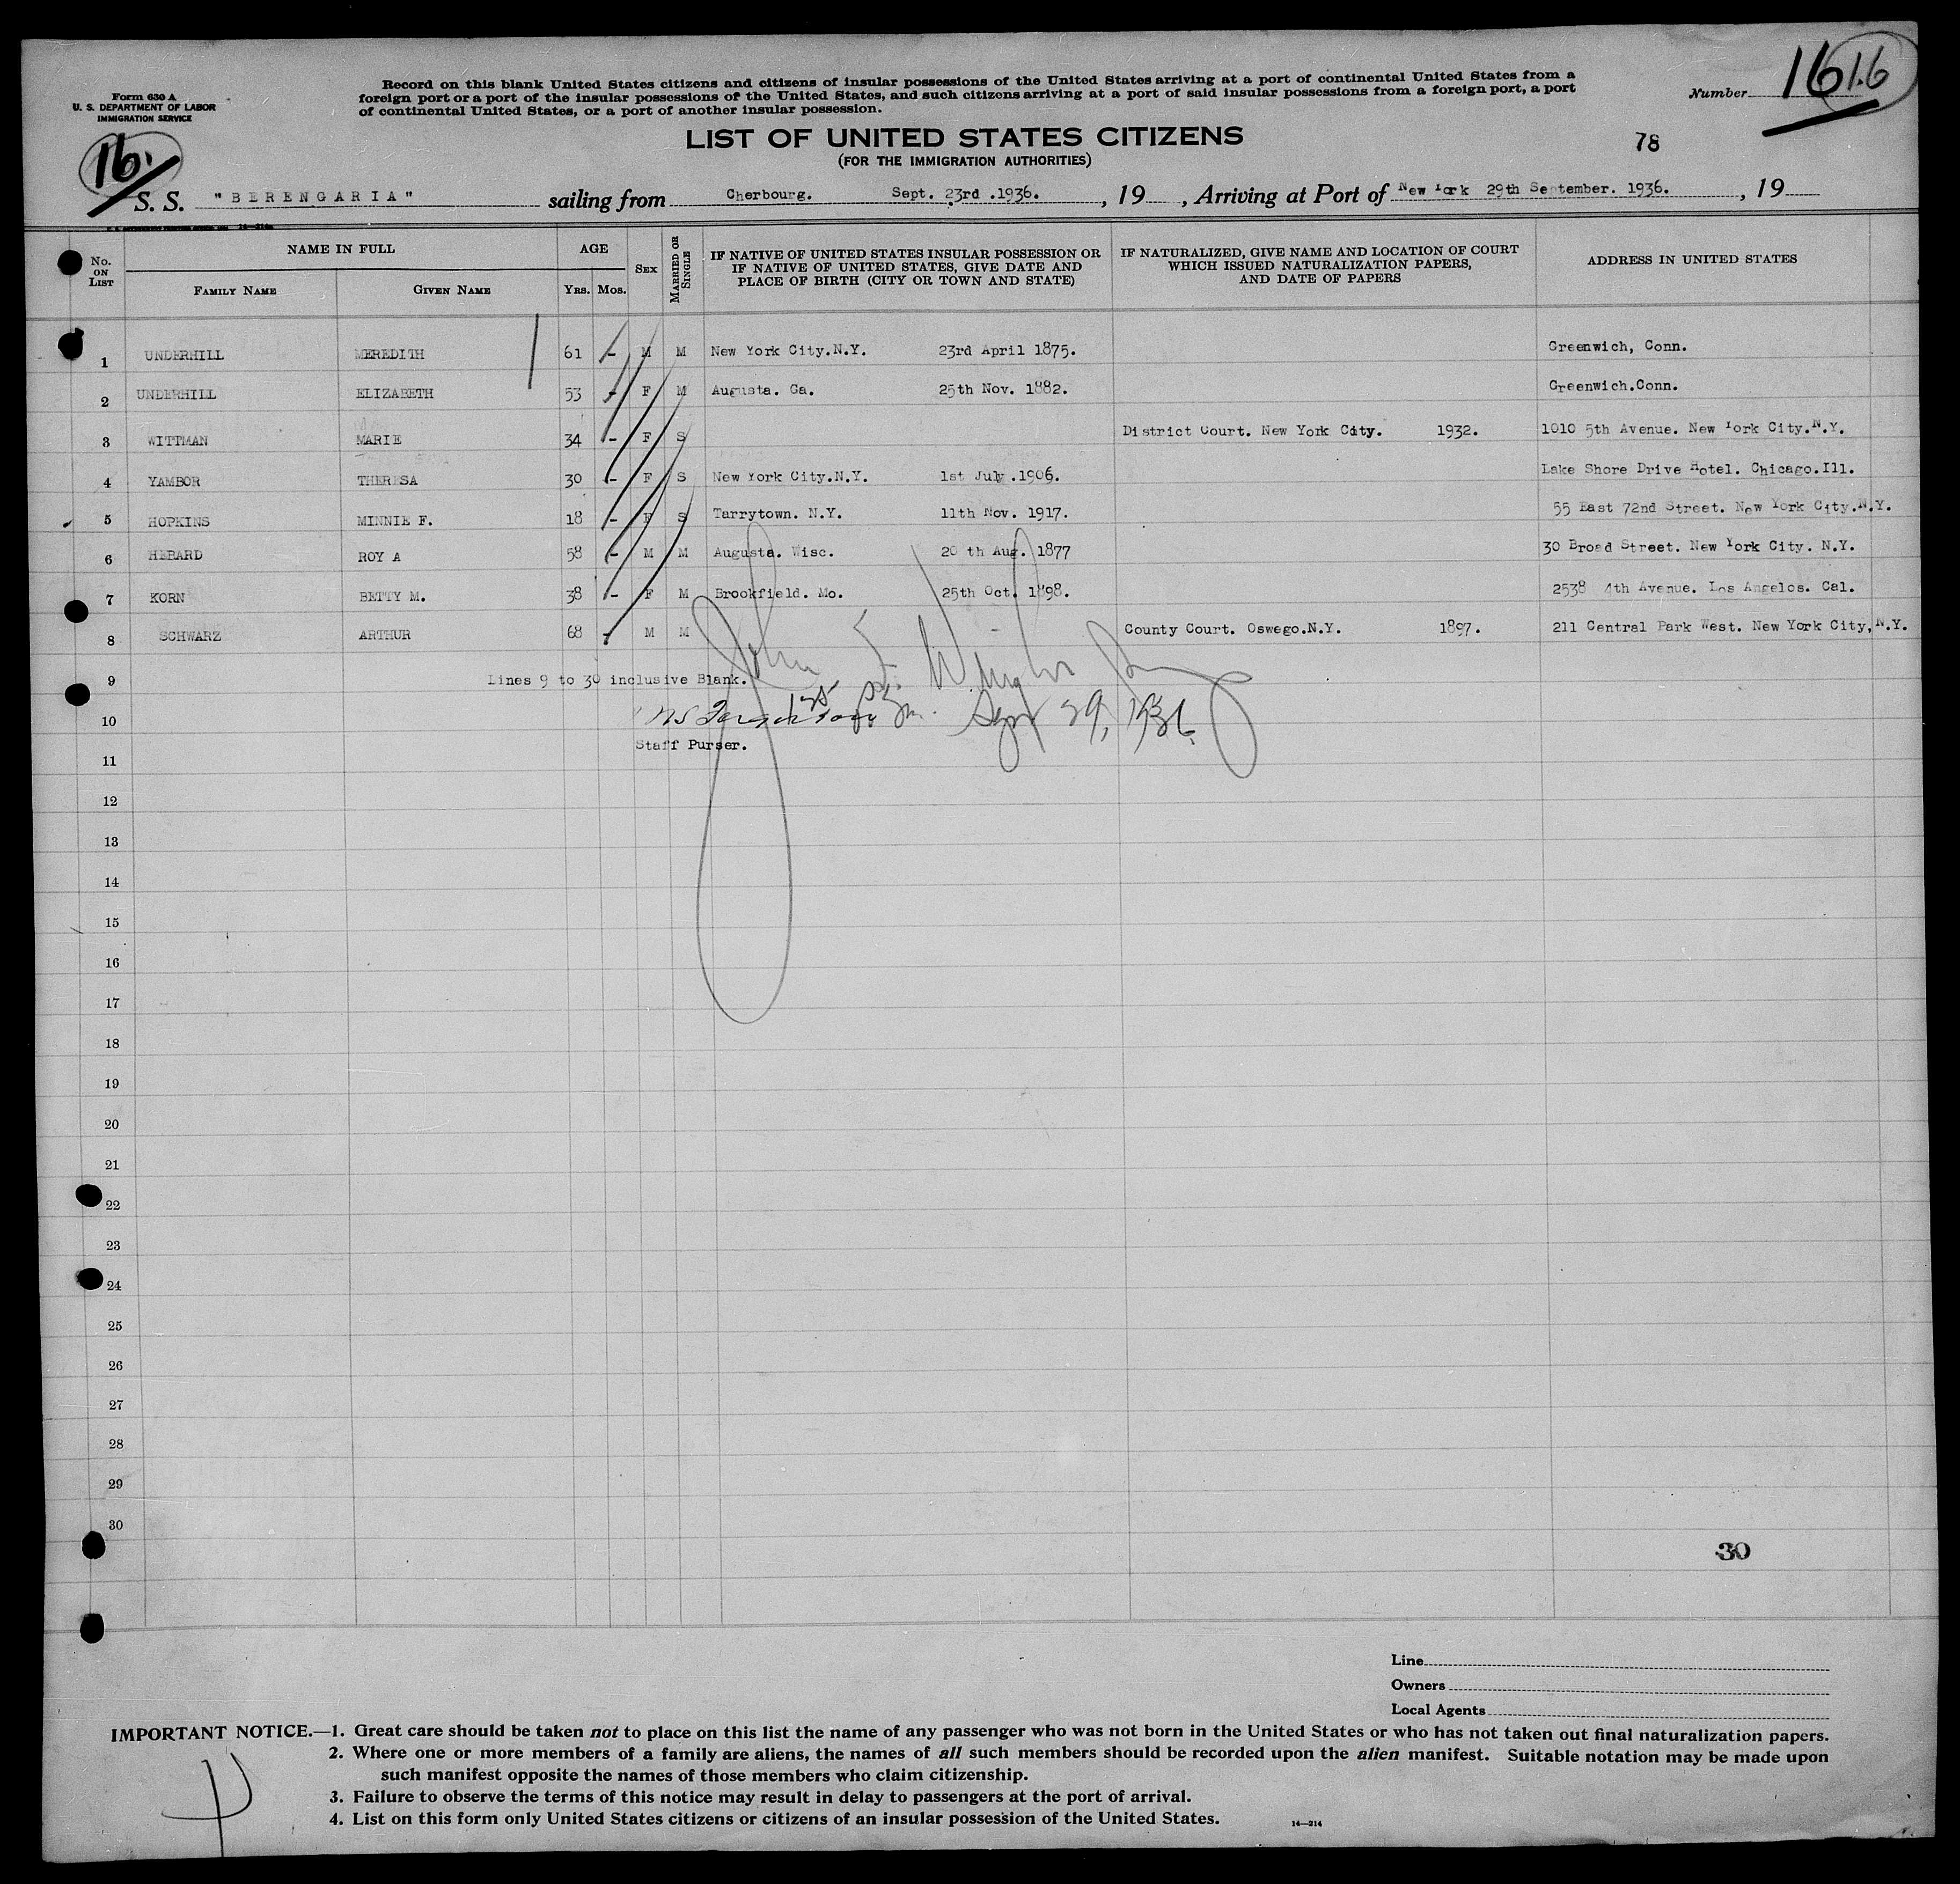 Form 630 A
U. S. DEPARTMENT OF LABOR
IMMIGRATION SERVICE
Record on this blank United States citizens and citizens of insular possessions of the United States arriving at a port of continental United States from a
foreign port or a port of the insular possessions of the United States, and such citizens arriving at a port of said insular possessions from a foreign port, a port
of continental United States, or a port of another insular possession.
Number 16 16
LIST OF UNITED STATES CITIZENS
(FOR THE IMMIGRATION AUTHORITIES)
78
16
S. S. "BERENGARIA" sailing from Cherbourg. Sept. 23rd .1936. , 19 , Arriving at Port of New York 29th September. 1936. , 19
No. ON LIST NAME IN FULL FAMILY NAME GIVEN NAME AGE YRS. MOS. SEX MARRIED OR SINGLE IF NATIVE OF UNITED STATES INSULAR POSSESSION OR IF NATIVE OF UNITED STATES, GIVE DATE AND PLACE OF BIRTH (CITY OR TOWN AND STATE) IF NATURALIZED, GIVE NAME AND LOCATION OF COURT WHICH ISSUED NATURALIZATION PAPERS, AND DATE OF PAPERS ADDRESS IN UNITED STATES
1 UNDERHILL MEREDITH 61 - M M New York City.N.Y. 23rd April 1875. Greenwich, Conn.
2 UNDERHILL ELIZABETH 53 - F M Augusta. Ga. 25th Nov. 1882. Greenwich.Conn.
3 WITTMAN MARIE 34 - F S District Court. New York City. 1932. 1010 5th Avenue. New York City.N.Y.
4 YAMBOR THERESA 30 - F S New York City.N.Y. 1st July .1906. Lake Shore Drive Hotel. Chicago.Ill.
5 HOPKINS MINNIE F. 18 - F S Tarrytown. N.Y. 11th Nov. 1917. 55 East 72nd Street. New York City.N.Y.
6 HEBARD ROY A 58 - M M Augusta. Wisc. 20 th Aug. 1877 30 Broad Street. New York City. N.Y.
7 KORN BETTY M. 38 - F M Brookfield. Mo. 25th Oct. 1898. 2538 4th Avenue. Los Angelos. Cal.
8 SCHWARZ ARTHUR 68 - M M County Court. Oswego.N.Y. 1897. 211 Central Park West. New York City,N.Y.
9 Lines 9 to 30 inclusive Blank.
John
10 Sept 29, 1936
Staff Purser.
11
12
13
14
15
16
17
18
19
20
21
22
23
24
25
26
27
28
29
30
30
Line
Owners
Local Agents
IMPORTANT NOTICE.—1. Great care should be taken not to place on this list the name of any passenger who was not born in the United States or who has not taken out final naturalization papers.
2. Where one or more members of a family are aliens, the names of all such members should be recorded upon the alien manifest. Suitable notation may be made upon
such manifest opposite the names of those members who claim citizenship.
3. Failure to observe the terms of this notice may result in delay to passengers at the port of arrival.
4. List on this form only United States citizens or citizens of an insular possession of the United States.
14—214